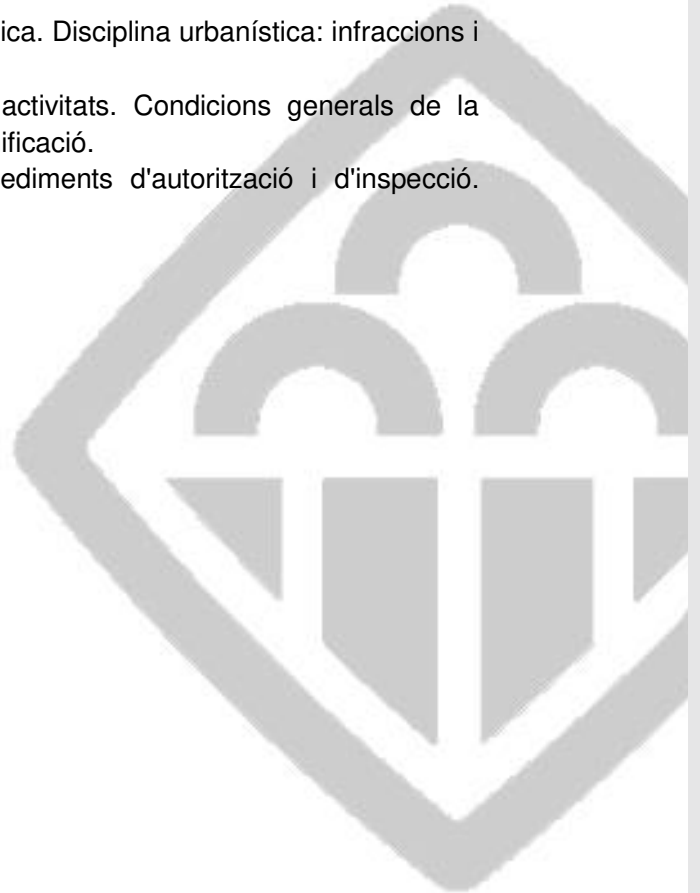 ica. Disciplina urbanística: infraccions i
activitats. Condicions generals de la
ificació.
ediments d'autorització i d'inspecció.